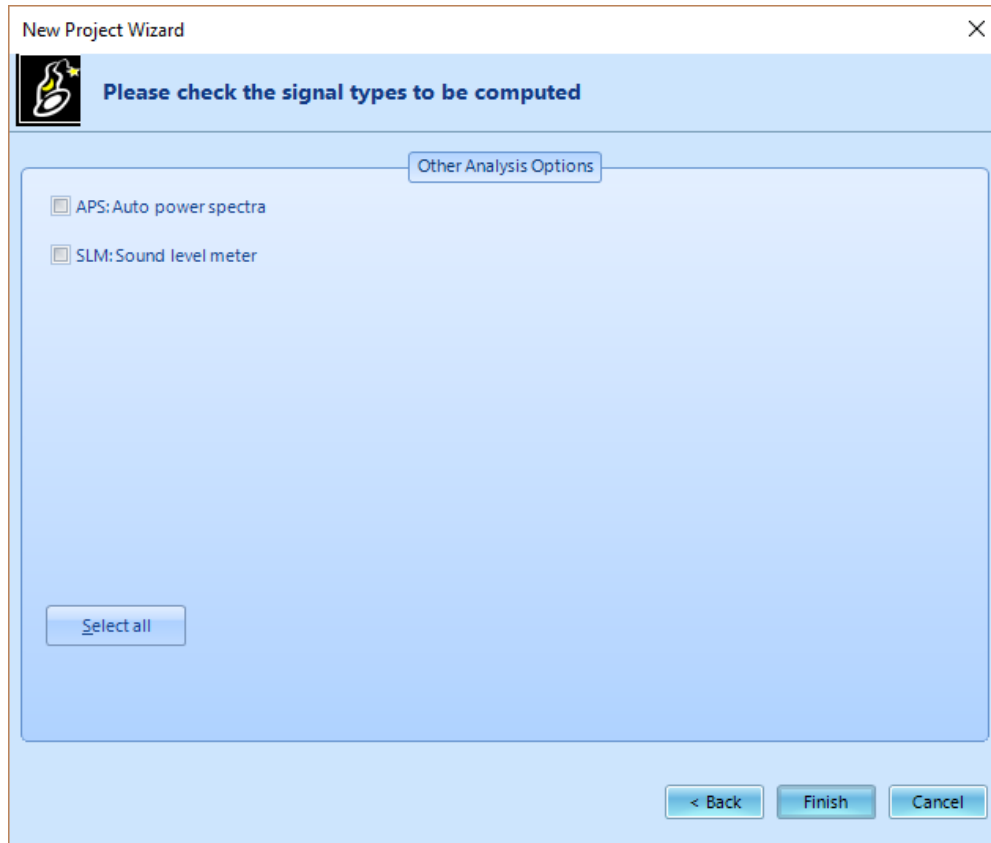 New Project Wizard
Please check the signal types to be computed
Other Analysis Options
APS: Auto power spectra
SLM: Sound level meter
Select all
< Back Finish Cancel